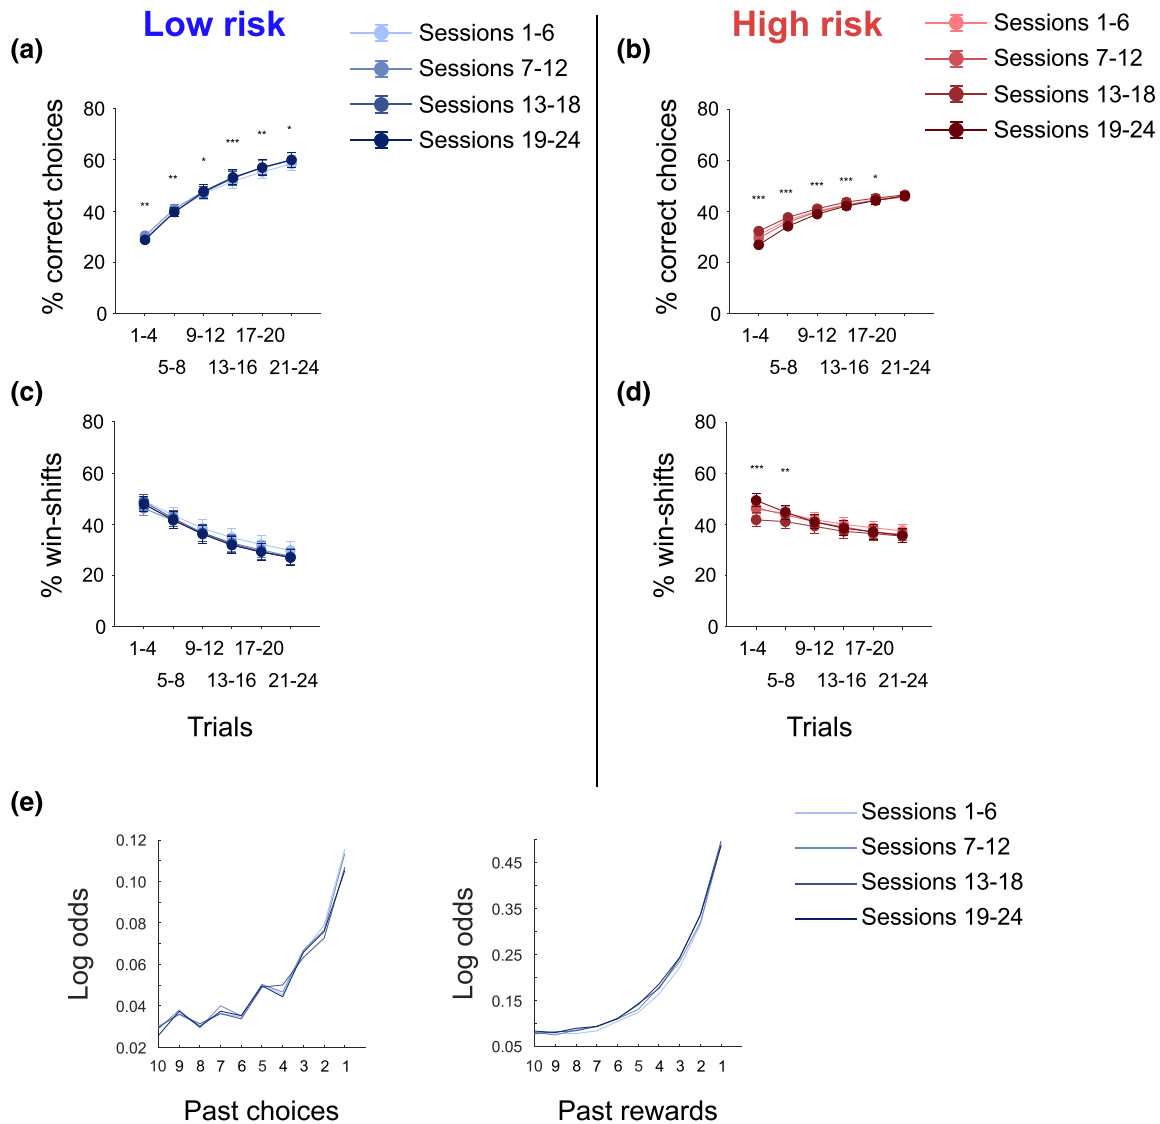 Low risk
(a)
Sessions 1-6
Sessions 7-12
Sessions 13-18
Sessions 19-24
% correct choices
80
60
40
20
0
** ** * *** ** *
1-4 9-12 17-20
5-8 13-16 21-24
High risk
(b)
Sessions 1-6
Sessions 7-12
Sessions 13-18
Sessions 19-24
% correct choices
80
60
40
20
0
*** *** *** *** *
1-4 9-12 17-20
5-8 13-16 21-24
(c)
% win-shifts
80
60
40
20
0
1-4 9-12 17-20
5-8 13-16 21-24
Trials
(d)
% win-shifts
80
60
40
20
0
*** **
1-4 9-12 17-20
5-8 13-16 21-24
Trials
(e)
Log odds
0.12
0.10
0.08
0.06
0.04
0.02
10 9 8 7 6 5 4 3 2 1
Past choices
Log odds
0.45
0.35
0.25
0.15
0.05
10 9 8 7 6 5 4 3 2 1
Past rewards
Sessions 1-6
Sessions 7-12
Sessions 13-18
Sessions 19-24